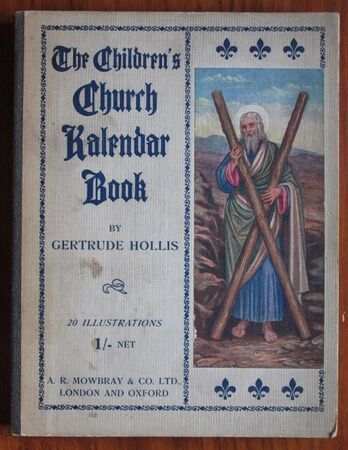 The Children's
Church
Kalendar
Book
BY
GERTRUDE HOLLIS
20 ILLUSTRATIONS
1/- NET
A. R. MOWBRAY & CO. LTD.,
LONDON AND OXFORD